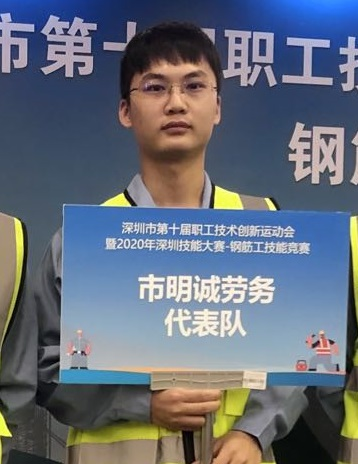 市第十届职工技
钢筋
深圳市第十届职工技术创新运动会
暨2020年深圳技能大赛-钢筋工技能竞赛
市明诚劳务
代表队